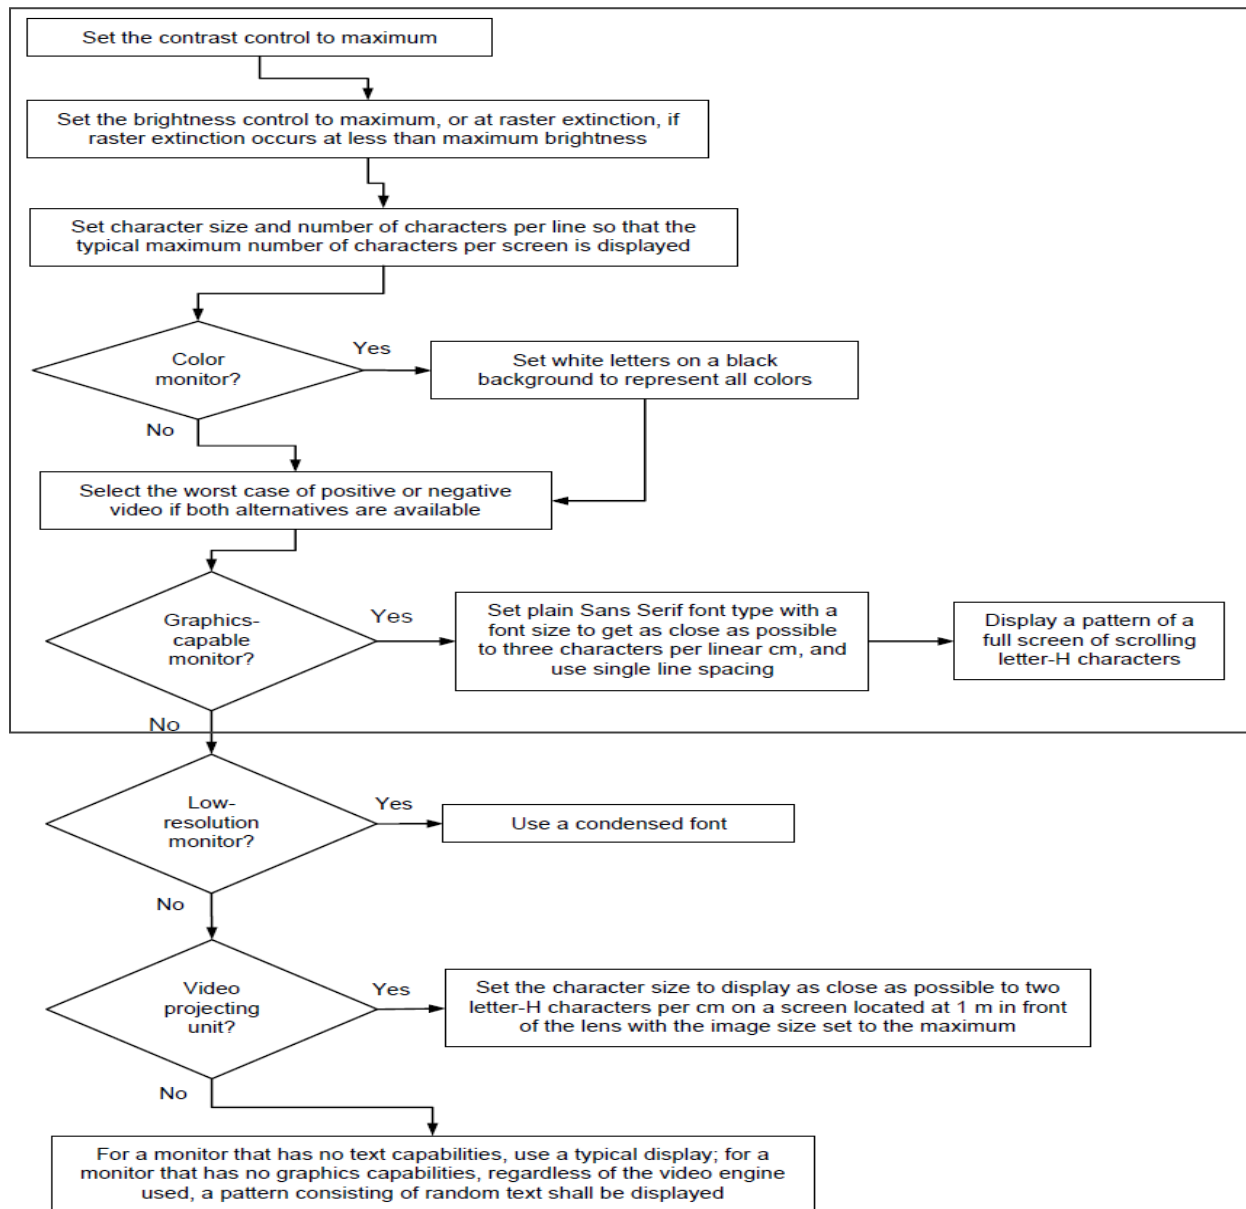 Set the contrast control to maximum
Set the brightness control to maximum, or at raster extinction, if
raster extinction occurs at less than maximum brightness
Set character size and number of characters per line so that the
typical maximum number of characters per screen is displayed
Color
monitor?
Yes
Set white letters on a black
background to represent all colors
No
Select the worst case of positive or negative
video if both alternatives are available
Graphics-
capable
monitor?
Yes
Set plain Sans Serif font type with a
font size to get as close as possible
to three characters per linear cm, and
use single line spacing
Display a pattern of a
full screen of scrolling
letter-H characters
No
Low-
resolution
monitor?
Yes
Use a condensed font
No
Video
projecting
unit?
Yes
Set the character size to display as close as possible to two
letter-H characters per cm on a screen located at 1 m in front
of the lens with the image size set to the maximum
No
For a monitor that has no text capabilities, use a typical display; for a
monitor that has no graphics capabilities, regardless of the video engine
used, a pattern consisting of random text shall be displayed